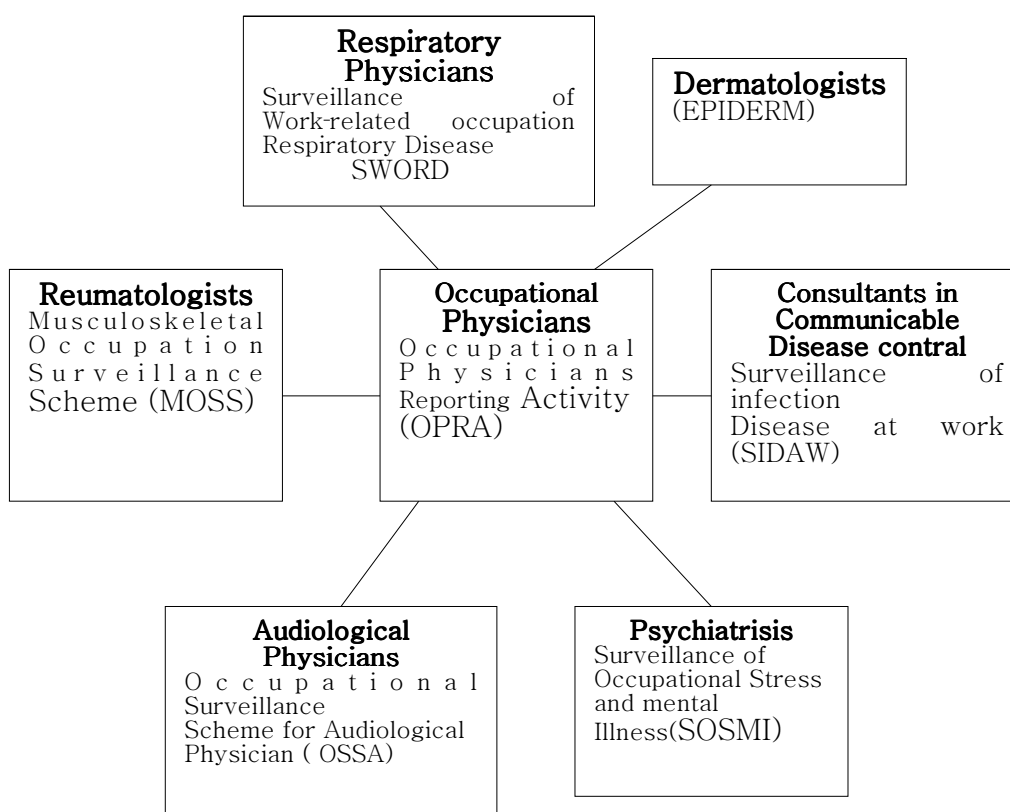 Respiratory
Physicians
Surveillance of
Work-related occupation
Respiratory Disease
SWORD
Dermatologists
(EPIDERM)
Reumatologists
Musculoskeletal
Occupation
Surveillance
Scheme (MOSS)
Occupational
Physicians
Occupational
Physicians
Reporting Activity
(OPRA)
Consultants in
Communicable
Disease contral
Surveillance of
infection
Disease at work
(SIDAW)
Audiological
Physicians
Occupational
Surveillance
Scheme for Audiological
Physician ( OSSA)
Psychiatrisis
Surveillance of
Occupational Stress
and mental
Illness(SOSMI)